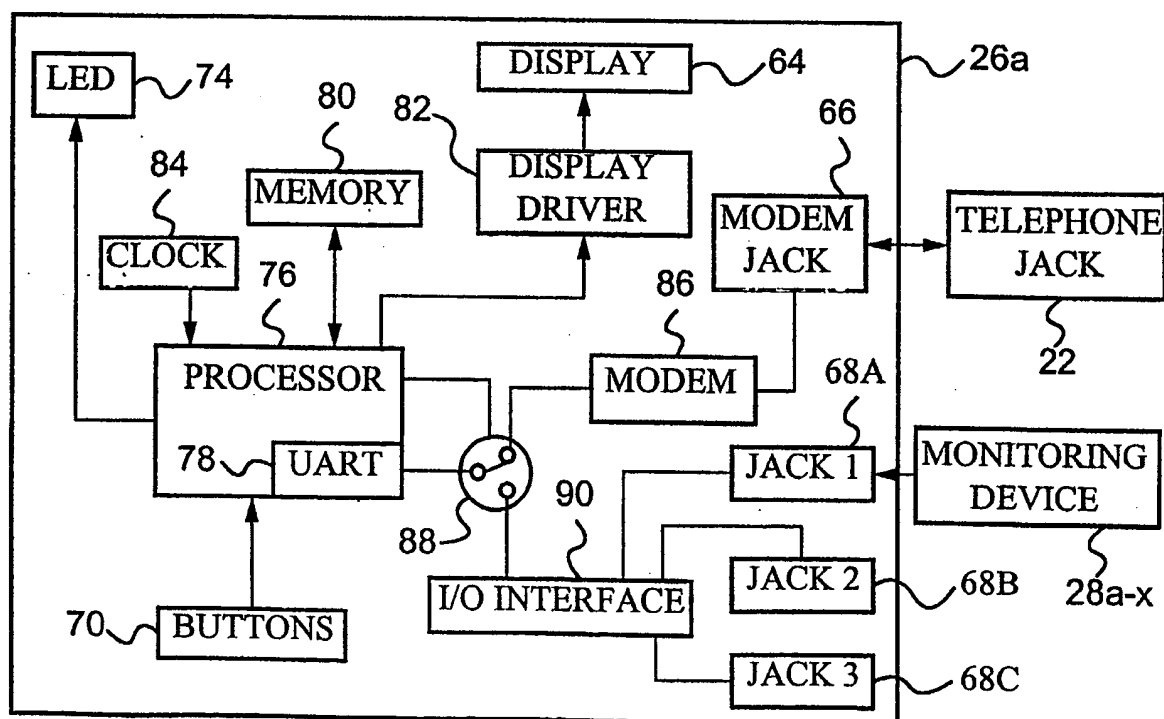 LED
74
DISPLAY
64
26a
80
82
66
84
MEMORY
DISPLAY
DRIVER
MODEM
JACK
TELEPHONE
JACK
CLOCK
76
86
22
PROCESSOR
MODEM
68A
78
UART
JACK 1
MONITORING
DEVICE
88
90
JACK 2
68B
28a-x
I/O INTERFACE
70
BUTTONS
JACK 3
68C